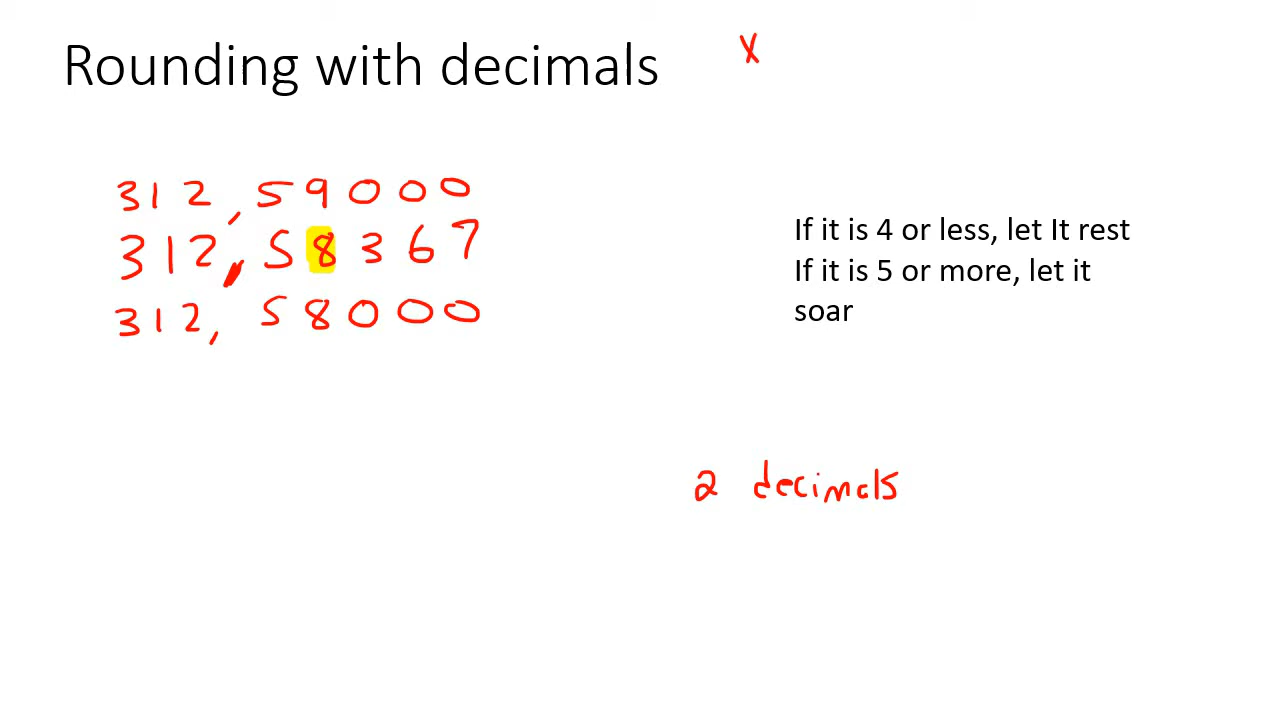 Rounding with decimals
x
312,59000
312,58367
312,58000
If it is 4 or less, let It rest
If it is 5 or more, let it
soar
2 decimals